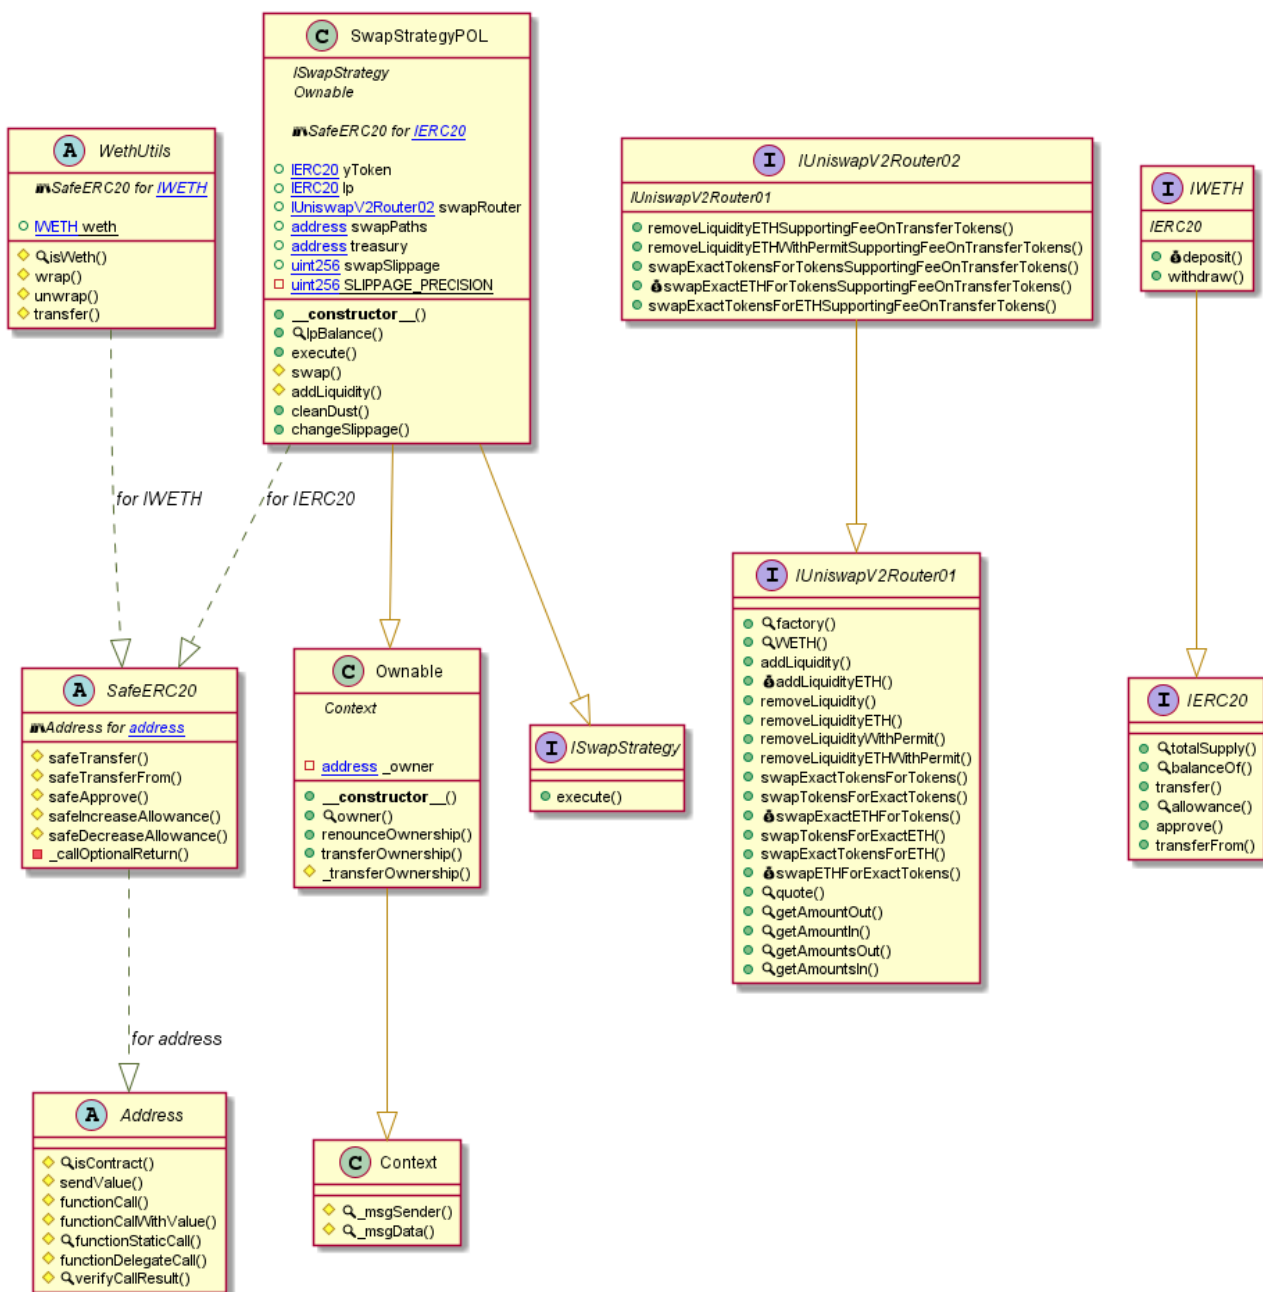 C SwapStrategyPOL
ISwapStrategy
Ownable
SafeERC20 for IERC20
IERC20 yToken
IERC20 lp
IUniswapV2Router02 swapRouter
address swapPaths
address treasury
uint256 swapSlippage
uint256 SLIPPAGE_PRECISION
__constructor__()
lpBalance()
execute()
swap()
addLiquidity()
cleanDust()
changeSlippage()
A WethUtils
SafeERC20 for IWETH
IWETH weth
isWeth()
wrap()
unwrap()
transfer()
I IUniswapV2Router02
IUniswapV2Router01
removeLiquidityETHSupportingFeeOnTransferTokens()
removeLiquidityETHWithPermitSupportingFeeOnTransferTokens()
swapExactTokensForTokensSupportingFeeOnTransferTokens()
swapExactETHForTokensSupportingFeeOnTransferTokens()
swapExactTokensForETHSupportingFeeOnTransferTokens()
I IWETH
IERC20
deposit()
withdraw()
for IWETH
for IERC20
A SafeERC20
Address for address
safeTransfer()
safeTransferFrom()
safeApprove()
safeIncreaseAllowance()
safeDecreaseAllowance()
_callOptionalReturn()
C Ownable
Context
address _owner
__constructor__()
owner()
renounceOwnership()
transferOwnership()
_transferOwnership()
I ISwapStrategy
execute()
I IUniswapV2Router01
factory()
WETH()
addLiquidity()
addLiquidityETH()
removeLiquidity()
removeLiquidityETH()
removeLiquidityWithPermit()
removeLiquidityETHWithPermit()
swapExactTokensForTokens()
swapTokensForExactTokens()
swapExactETHForTokens()
swapTokensForExactETH()
swapExactTokensForETH()
swapETHForExactTokens()
quote()
getAmountOut()
getAmountIn()
getAmountsOut()
getAmountsIn()
I IERC20
totalSupply()
balanceOf()
transfer()
allowance()
approve()
transferFrom()
for address
A Address
isContract()
sendValue()
functionCall()
functionCallWithValue()
functionStaticCall()
functionDelegateCall()
verifyCallResult()
C Context
_msgSender()
_msgData()